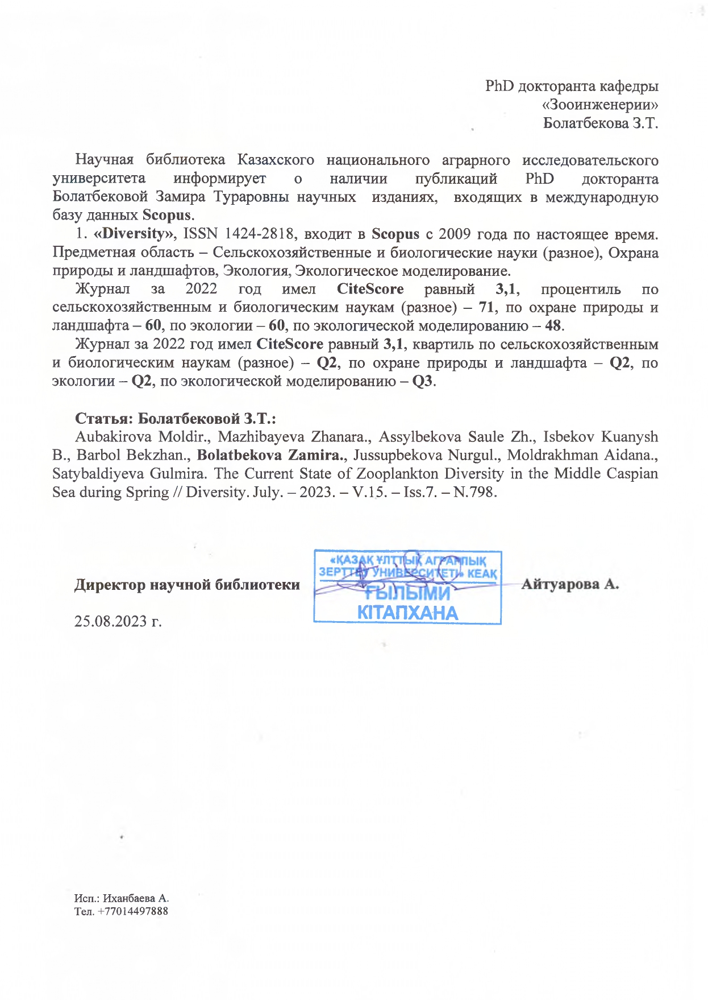 PhD докторанта кафедры
«Зооинженерии»
Болатбекова З.Т.
Научная библиотека Казахского национального аграрного исследовательского
университета информирует о наличии публикаций PhD докторанта
Болатбековой Замира Тураровны научных изданиях, входящих в международную
базу данных Scopus.
1. «Diversity», ISSN 1424-2818, входит в Scopus с 2009 года по настоящее время.
Предметная область – Сельскохозяйственные и биологические науки (разное), Охрана
природы и ландшафтов, Экология, Экологическое моделирование.
Журнал за 2022 год имел CiteScore равный 3,1, процентиль по
сельскохозяйственным и биологическим наукам (разное) – 71, по охране природы и
ландшафта – 60, по экологии – 60, по экологической моделированию – 48.
Журнал за 2022 год имел CiteScore равный 3,1, квартиль по сельскохозяйственным
и биологическим наукам (разное) – Q2, по охране природы и ландшафта – Q2, по
экологии – Q2, по экологической моделированию – Q3.
Статья: Болатбековой З.Т.:
Aubakirova Moldir., Mazhibayeva Zhanara., Assylbekova Saule Zh., Isbekov Kuanysh
B., Barbol Bekzhan., Bolatbekova Zamira., Jussupbekova Nurgul., Moldrakhman Aidana.,
Satybaldiyeva Gulmira. The Current State of Zooplankton Diversity in the Middle Caspian
Sea during Spring // Diversity. July. – 2023. – V.15. – Iss.7. – N.798.
«ҚАЗАҚ ҰЛТТЫҚ АГРАРЛЫҚ
ЗЕРТТЕУ УНИВЕРСИТЕТІ» КЕАҚ
ҒЫЛЫМИ
КІТАПХАНА
Директор научной библиотеки Айтуарова А.
25.08.2023 г.
Исп.: Иханбаева А.
Тел. +77014497888